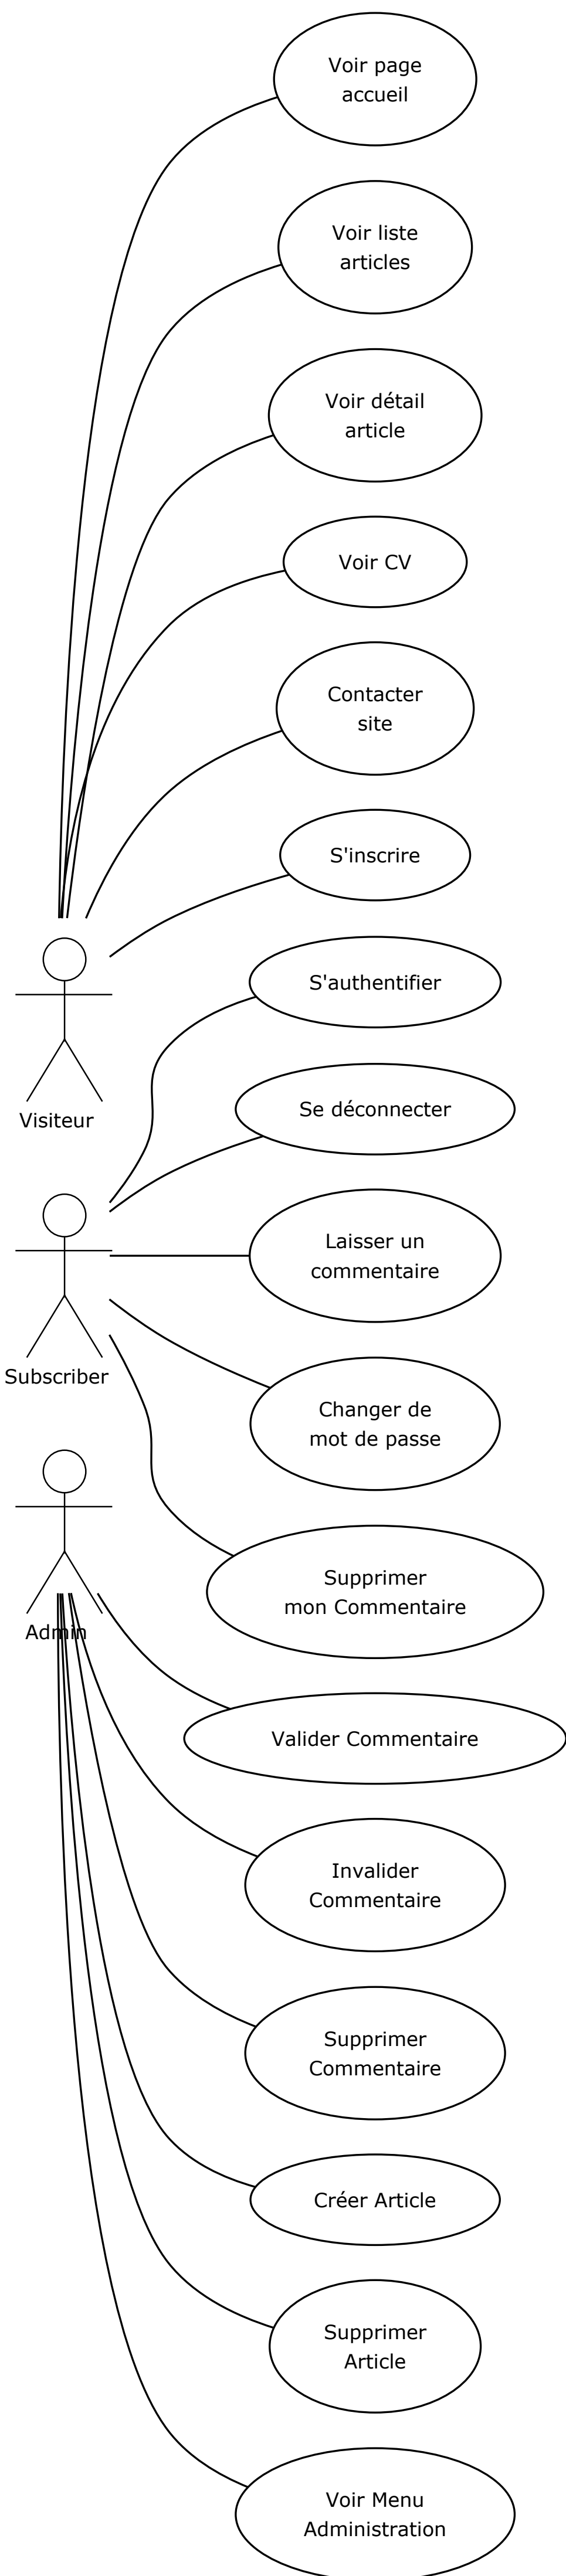 Voir page
accueil
Voir liste
articles
Voir détail
article
Voir CV
Contacter
site
S'inscrire
S'authentifier
Visiteur
Se déconnecter
Laisser un
commentaire
Subscriber
Changer de
mot de passe
Supprimer
mon Commentaire
Admin
Valider Commentaire
Invalider
Commentaire
Supprimer
Commentaire
Créer Article
Supprimer
Article
Voir Menu
Administration